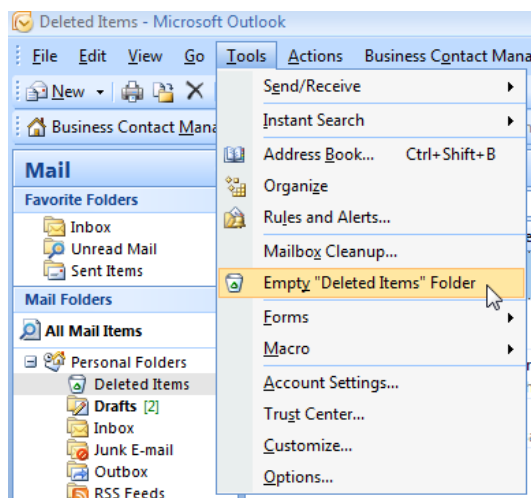 Deleted Items - Microsoft Outlook
File Edit View Go Tools Actions Business Contact Mana
New
Business Contact Mana
Mail
Favorite Folders
Inbox
Unread Mail
Sent Items
Mail Folders
All Mail Items
Personal Folders
Deleted Items
Drafts [2]
Inbox
Junk E-mail
Outbox
RSS Feeds
Send/Receive
Instant Search
Address Book... Ctrl+Shift+B
Organize
Rules and Alerts...
Mailbox Cleanup...
Empty "Deleted Items" Folder
Forms
Macro
Account Settings...
Trust Center...
Customize...
Options...